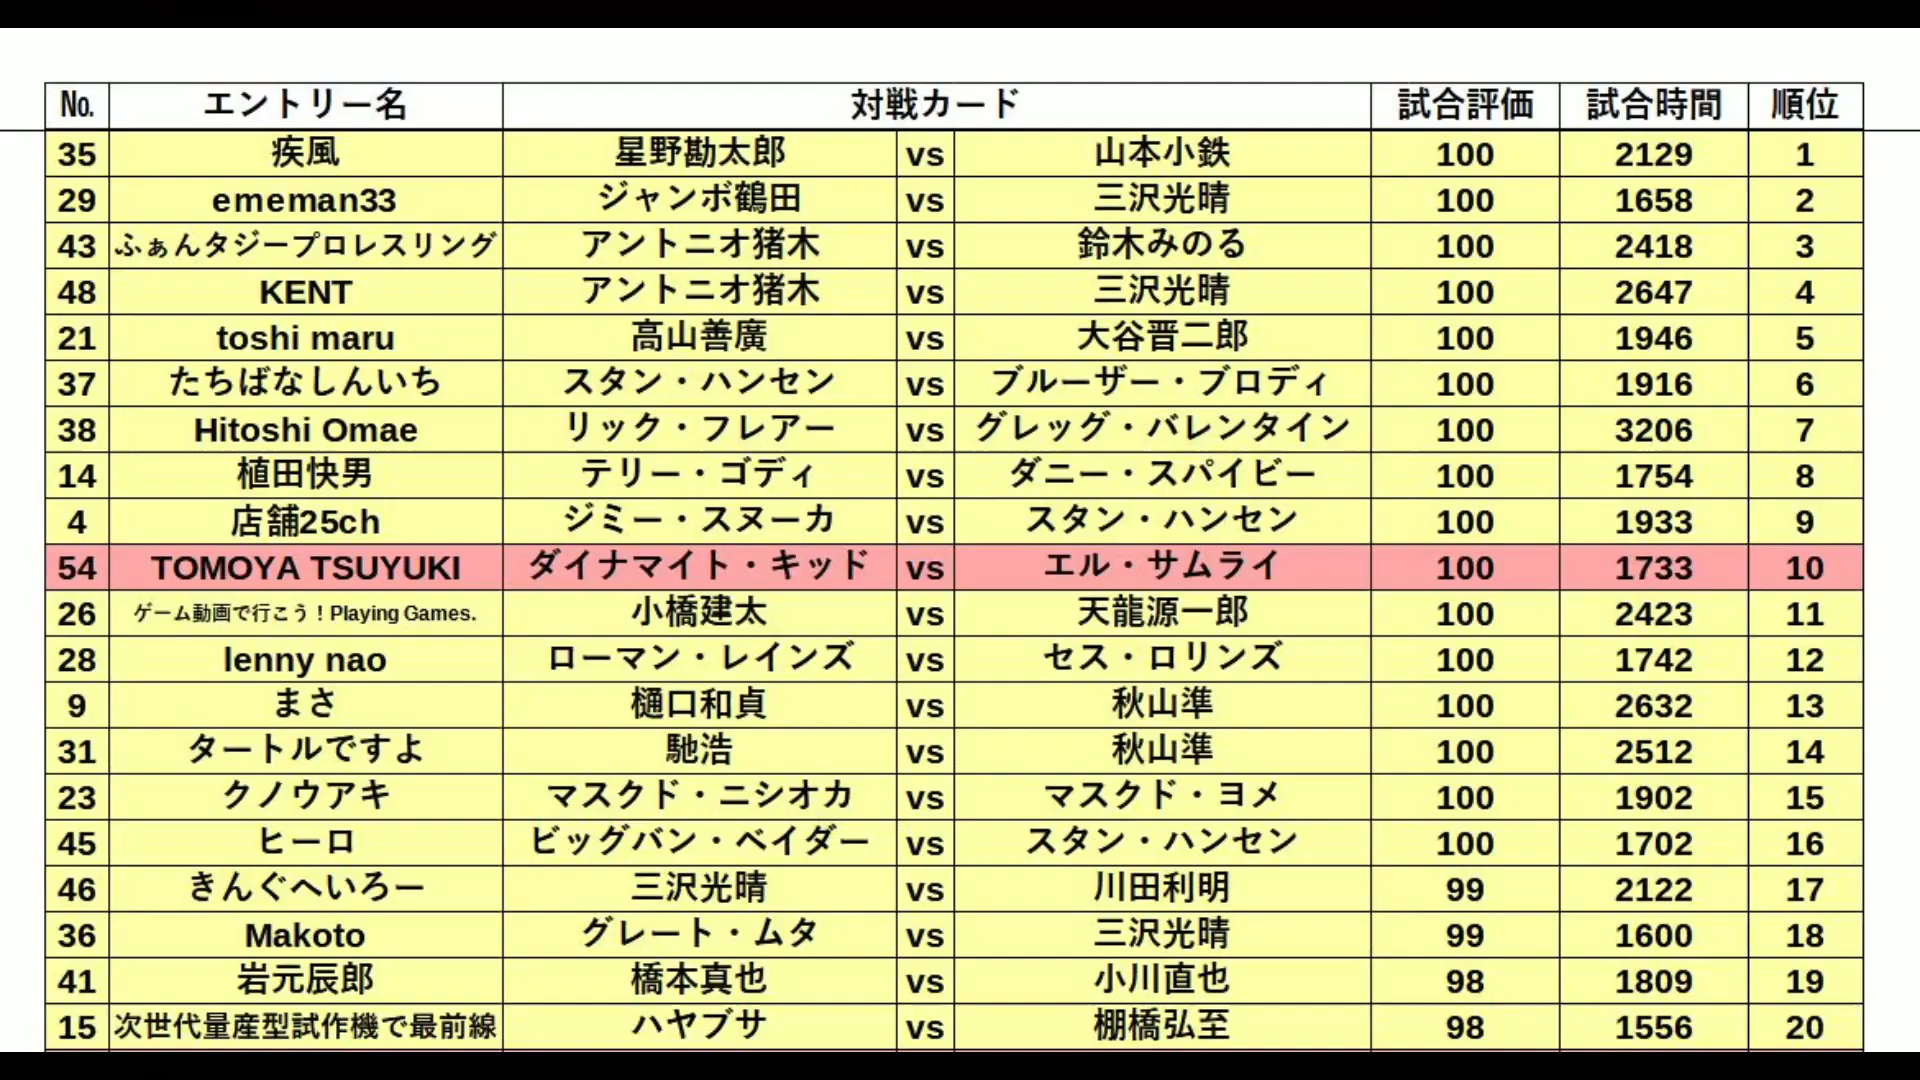 № エントリー名 対戦カード 試合評価 試合時間 順位
35 疾風 星野勘太郎 vs 山本小鉄 100 2129 1
29 ememan33 ジャンボ鶴田 vs 三沢光晴 100 1658 2
43 ふぁんタジープロレスリング アントニオ猪木 vs 鈴木みのる 100 2418 3
48 KENT アントニオ猪木 vs 三沢光晴 100 2647 4
21 toshi maru 高山善廣 vs 大谷晋二郎 100 1946 5
37 たちばなしんいち スタン・ハンセン vs ブルーザー・ブロディ 100 1916 6
38 Hitoshi Omae リック・フレアー vs グレッグ・バレンタイン 100 3206 7
14 植田快男 テリー・ゴディ vs ダニー・スパイビー 100 1754 8
4 店舗25ch ジミー・スヌーカ vs スタン・ハンセン 100 1933 9
54 TOMOYA TSUYUKI ダイナマイト・キッド vs エル・サムライ 100 1733 10
26 ゲーム動画で行こう！Playing Games. 小橋建太 vs 天龍源一郎 100 2423 11
28 lenny nao ローマン・レインズ vs セス・ロリンズ 100 1742 12
9 まさ 樋口和貞 vs 秋山準 100 2632 13
31 タートルですよ 馳浩 vs 秋山準 100 2512 14
23 クノウアキ マスクド・ニシオカ vs マスクド・ヨメ 100 1902 15
45 ヒーロ ビッグバン・ベイダー vs スタン・ハンセン 100 1702 16
46 きんぐへいろー 三沢光晴 vs 川田利明 99 2122 17
36 Makoto グレート・ムタ vs 三沢光晴 99 1600 18
41 岩元辰郎 橋本真也 vs 小川直也 98 1809 19
15 次世代量産型試作機で最前線 ハヤブサ vs 棚橋弘至 98 1556 20